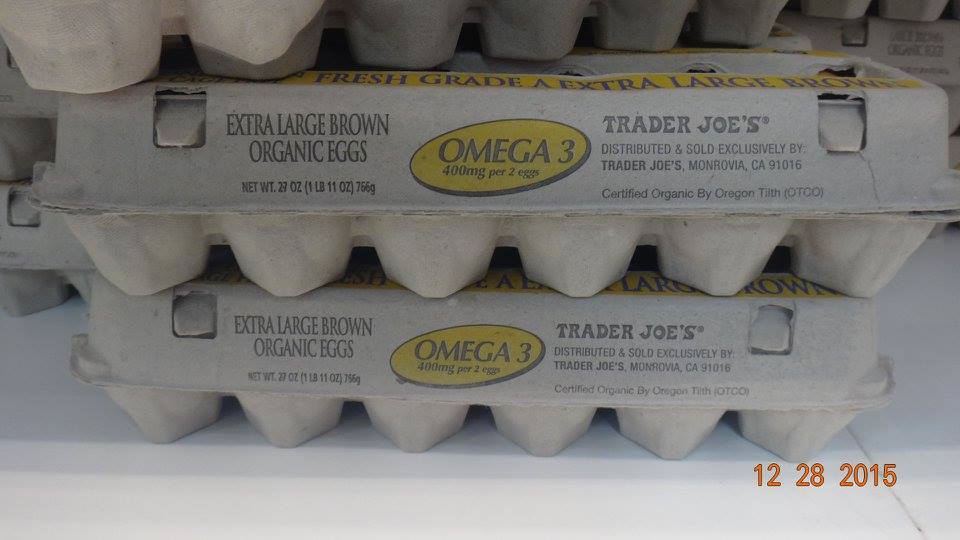 FRESH GRADE A EXTRA LARGE BROWN
EXTRA LARGE BROWN
ORGANIC EGGS
NET WT. 27 OZ (1 LB 11 OZ) 766g
OMEGA 3
400mg per 2 eggs
TRADER JOE'S®
DISTRIBUTED & SOLD EXCLUSIVELY BY:
TRADER JOE'S, MONROVIA, CA 91016
Certified Organic By Oregon Tilth (OTCO)
LARGE BROWN
EXTRA LARGE BROWN
ORGANIC EGGS
NET WT. 27 OZ (1 LB 11 OZ) 766g
OMEGA 3
400mg per 2 eggs
TRADER JOE'S®
DISTRIBUTED & SOLD EXCLUSIVELY BY:
TRADER JOE'S, MONROVIA, CA 91016
Certified Organic By Oregon Tilth (OTCO)
ORGANIC EGGS
12 28 2015